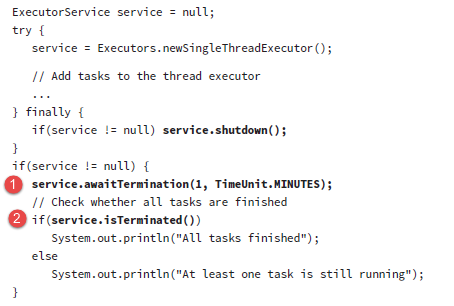 ExecutorService service = null;
try {
   service = Executors.newSingleThreadExecutor();
   // Add tasks to the thread executor
   ...
} finally {
   if(service != null) service.shutdown();
}
if(service != null) {
1 service.awaitTermination(1, TimeUnit.MINUTES);
   // Check whether all tasks are finished
2 if(service.isTerminated())
      System.out.println("All tasks finished");
   else
      System.out.println("At least one task is still running");
}